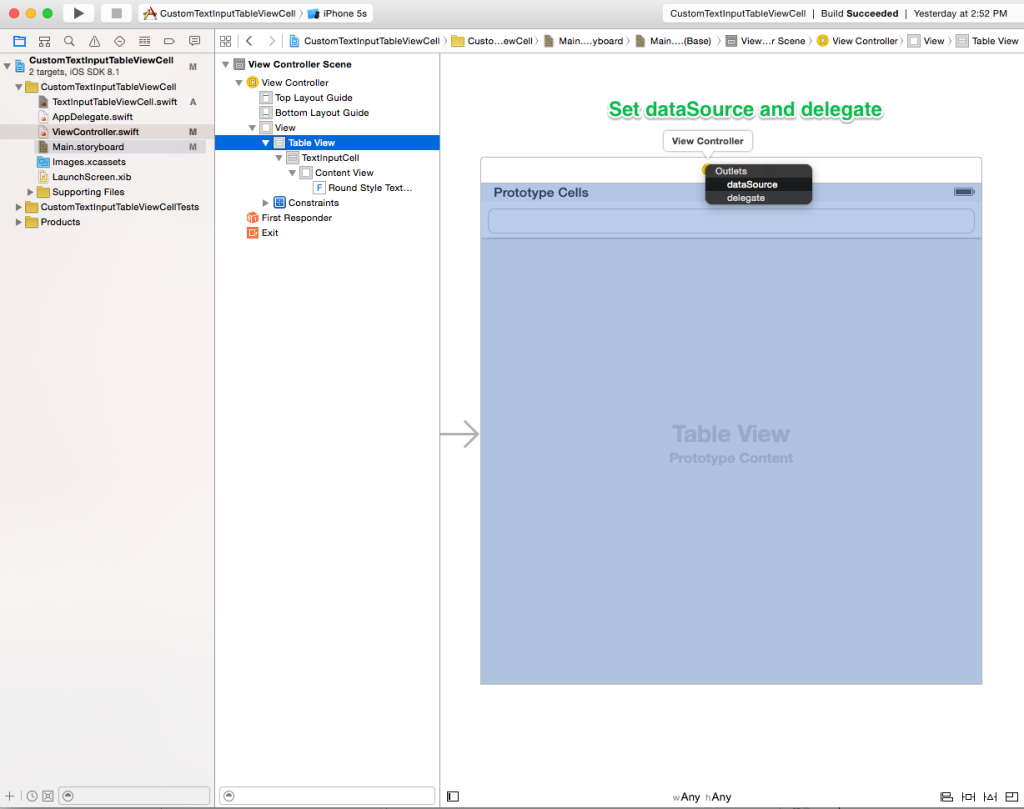 CustomTextInputTableViewCell iPhone 5s
CustomTextInputTableViewCell | Build Succeeded | Yesterday at 2:52 PM
CustomTextInputTableViewCell Custo...ewCell Main....yboard Main....(Base) View...r Scene View Controller View Table View
CustomTextInputTableViewCell M
2 targets, iOS SDK 8.1
CustomTextInputTableViewCell
TextInputTableViewCell.swift A
AppDelegate.swift
ViewController.swift M
Main.storyboard M
Images.xcassets
LaunchScreen.xib
Supporting Files
CustomTextInputTableViewCellTests
Products
View Controller Scene
View Controller
Top Layout Guide
Bottom Layout Guide
View
Table View
TextInputCell
Content View
F Round Style Text...
Constraints
First Responder
Exit
Set dataSource and delegate
View Controller
Outlets
dataSource
delegate
Prototype Cells
Table View
Prototype Content
wAny hAny